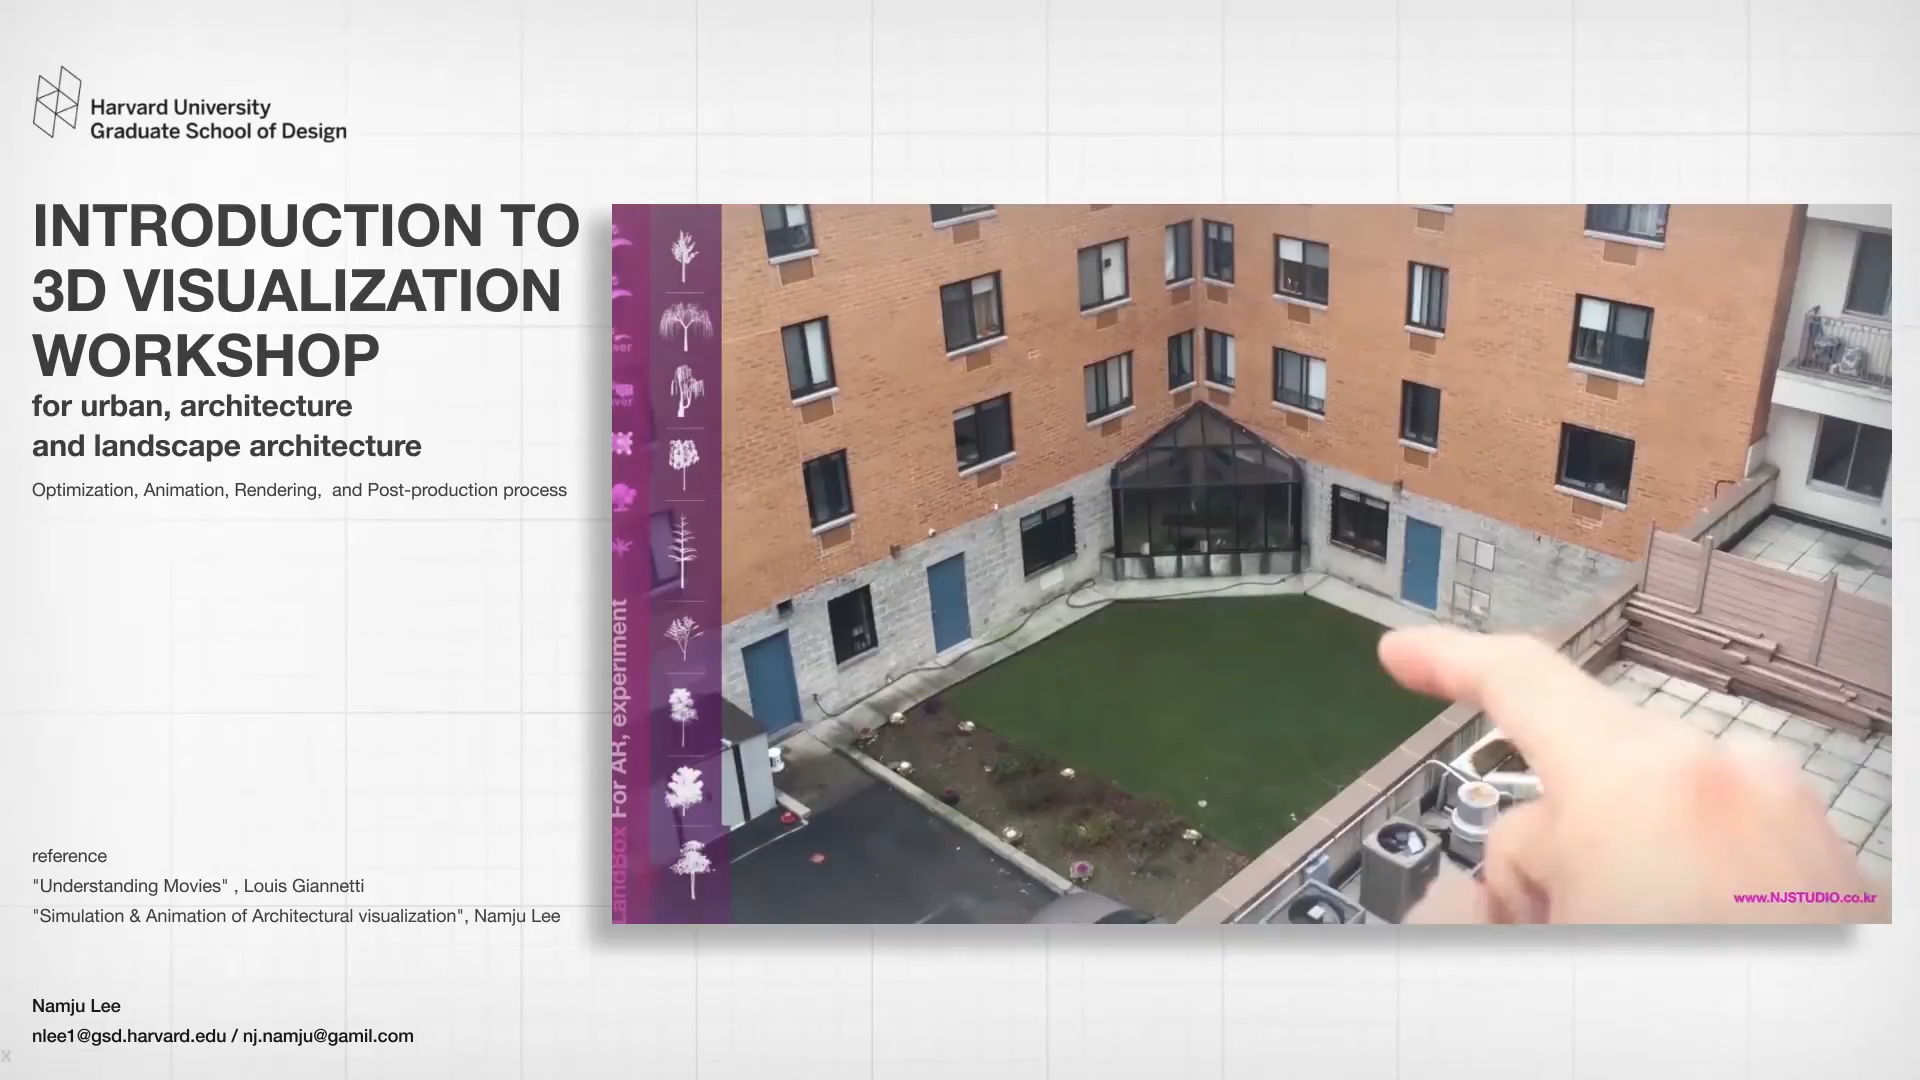 Harvard University
Graduate School of Design
INTRODUCTION TO
3D VISUALIZATION
WORKSHOP
for urban, architecture
and landscape architecture
Optimization, Animation, Rendering,  and Post-production process
reference
"Understanding Movies" , Louis Giannetti
"Simulation & Animation of Architectural visualization", Namju Lee
Namju Lee
nlee1@gsd.harvard.edu / nj.namju@gamil.com
LandBox For AR, experiment
www.NJSTUDIO.co.kr